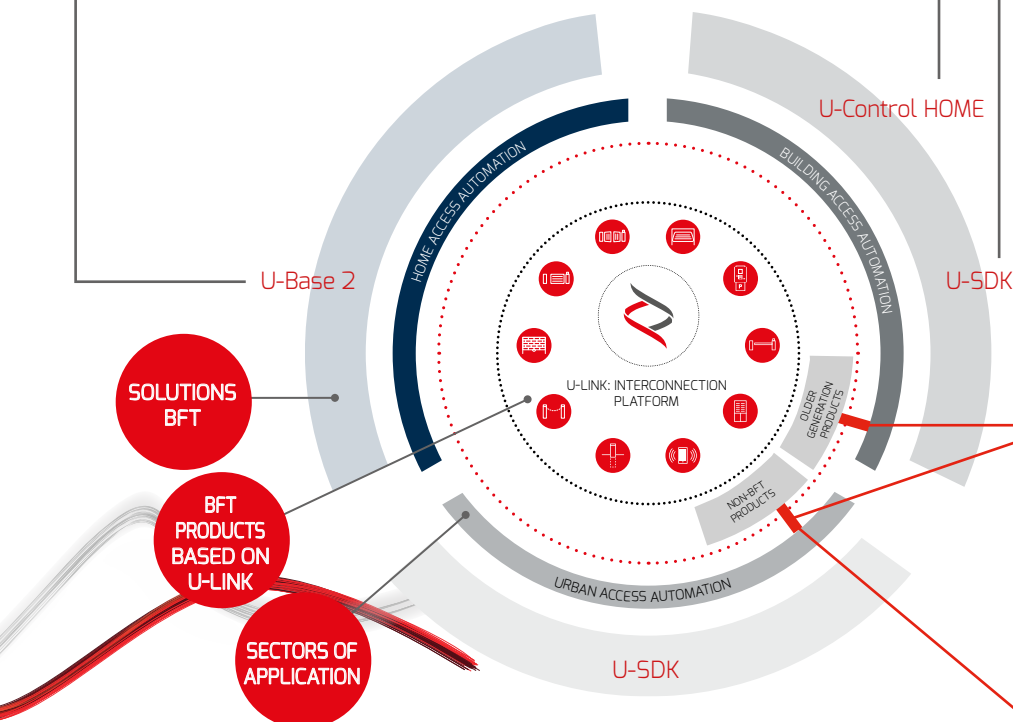 U-Control HOME
HOME ACCESS AUTOMATION
BUILDING ACCESS AUTOMATION
U-Base 2
U-SDK
P
SOLUTIONS
BFT
U-LINK: INTERCONNECTION
PLATFORM
OLDER
GENERATION
PRODUCTS
NON-BFT
PRODUCTS
BFT
PRODUCTS
BASED ON
U-LINK
URBAN ACCESS AUTOMATION
SECTORS OF
APPLICATION
U-SDK